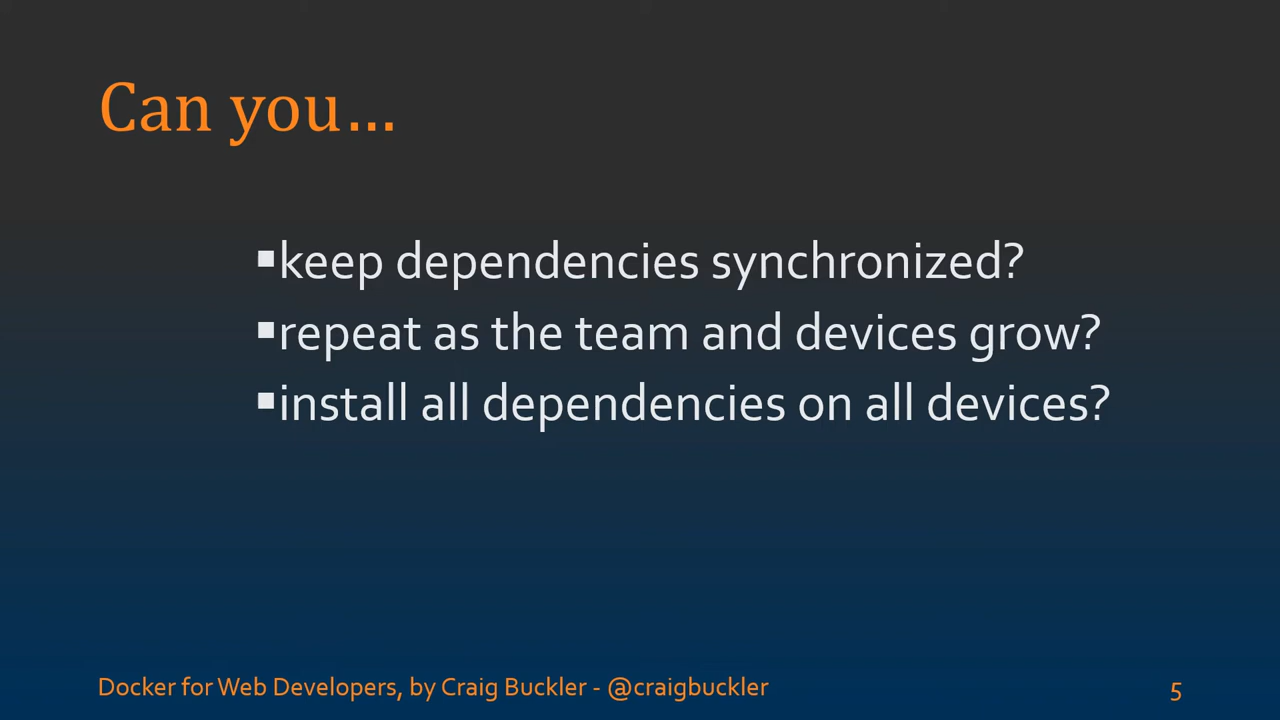 Can you…
▪keep dependencies synchronized?
▪repeat as the team and devices grow?
▪install all dependencies on all devices?
Docker for Web Developers, by Craig Buckler - @craigbuckler
5